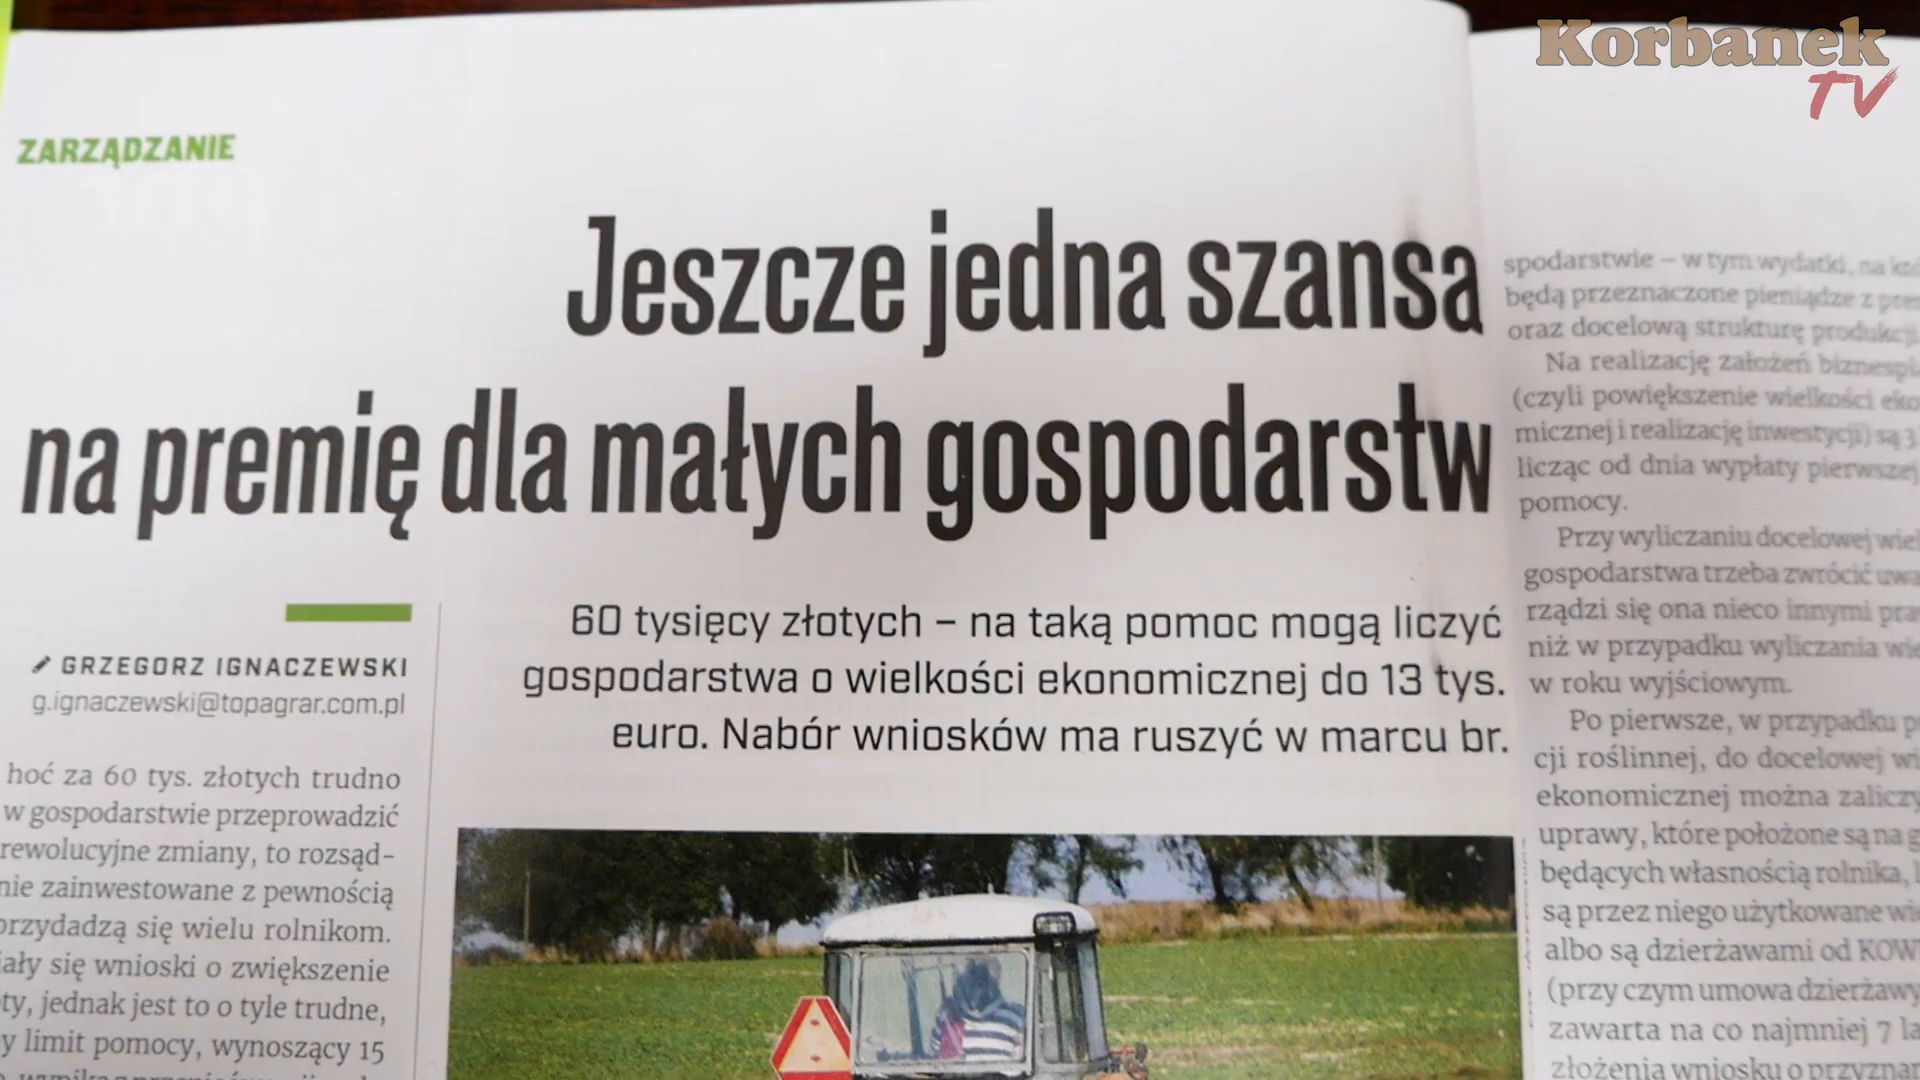 Korbanek
TV
ZARZĄDZANIE
Jeszcze jedna szansa
na premię dla małych gospodarstw
60 tysięcy złotych – na taką pomoc mogą liczyć
gospodarstwa o wielkości ekonomicznej do 13 tys.
euro. Nabór wniosków ma ruszyć w marcu br.
GRZEGORZ IGNACZEWSKI
g.ignaczewski@topagrar.com.pl
hoć za 60 tys. złotych trudno
w gospodarstwie przeprowadzić
rewolucyjne zmiany, to rozsąd-
nie zainwestowane z pewnością
przydadzą się wielu rolnikom.
iały się wnioski o zwiększenie
ty, jednak jest to o tyle trudne,
y limit pomocy, wynoszący 15
spodarstwie – w tym wydatki, na
będą przeznaczone pieniądze z
oraz docelową strukturę produkcji
Na realizację założeń
(czyli powiększenie wielkości eko
micznej i realizację inwestycji) są 3
licząc od dnia wypłaty pierwszej
pomocy.
Przy wyliczaniu docelowej wiel
gospodarstwa trzeba zwrócić uwa
rządzi się ona nieco innymi pra
niż w przypadku wyliczania wie
w roku wyjściowym.
Po pierwsze, w przypadku p
cji roślinnej, do docelowej wi
ekonomicznej można zaliczy
uprawy, które położone są na g
będących własnością rolnika,
są przez niego użytkowane wie
albo są dzierżawami od KOW
(przy czym umowa dzierżawy
zawarta na co najmniej 7 la
złożenia wniosku o przyznan